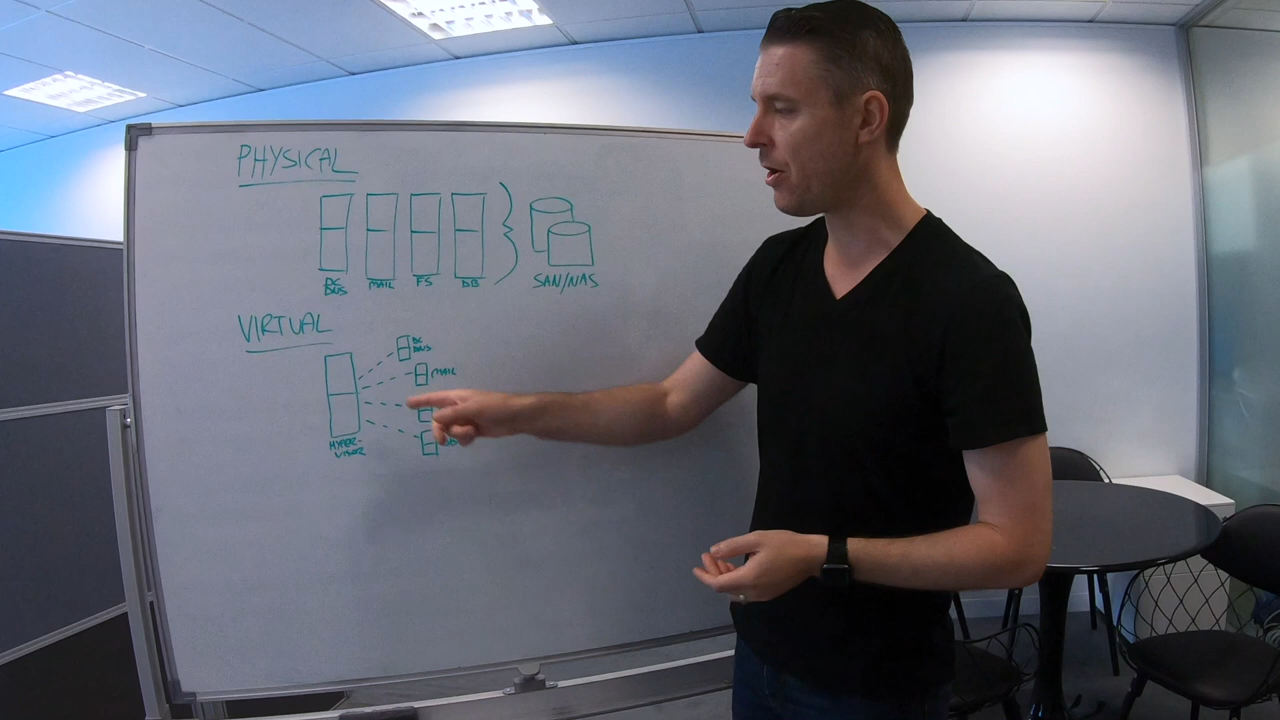 PHYSICAL
DC DNS MAIL FS DB SAN/NAS
VIRTUAL
DC
DNS
MAIL
HYPER-
VISOR